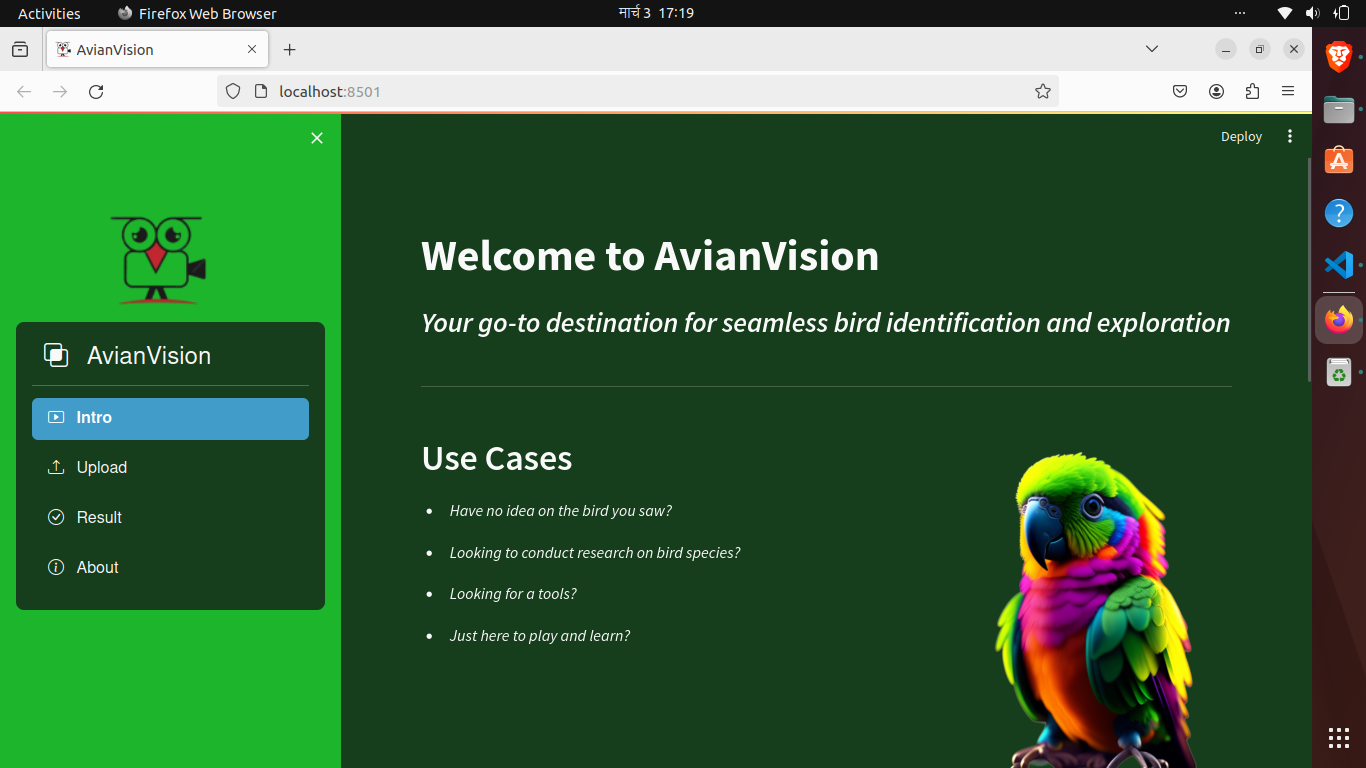 Activities
Firefox Web Browser
मार्च 3 17:19
AvianVision
localhost:8501
Deploy
AvianVision
Intro
Upload
Result
About
Welcome to AvianVision
Your go-to destination for seamless bird identification and exploration
Use Cases
• Have no idea on the bird you saw?
• Looking to conduct research on bird species?
• Looking for a tools?
• Just here to play and learn?